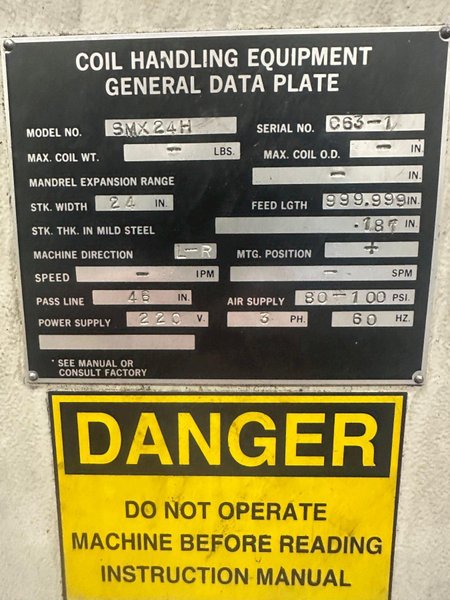 COIL HANDLING EQUIPMENT
GENERAL DATA PLATE
MODEL NO. SMX24H SERIAL NO. C63-1
MAX. COIL WT. - LBS. MAX. COIL O.D. - IN.
MANDREL EXPANSION RANGE - IN.
STK. WIDTH 24 IN. FEED LGTH 999.999 IN.
STK. THK. IN MILD STEEL .187 IN.
MACHINE DIRECTION L-R MTG. POSITION +
SPEED - IPM - SPM
PASS LINE 46 IN. AIR SUPPLY 80-100 PSI.
POWER SUPPLY 220 V. 3 PH. 60 HZ.
* SEE MANUAL OR
CONSULT FACTORY
DANGER
DO NOT OPERATE
MACHINE BEFORE READING
INSTRUCTION MANUAL